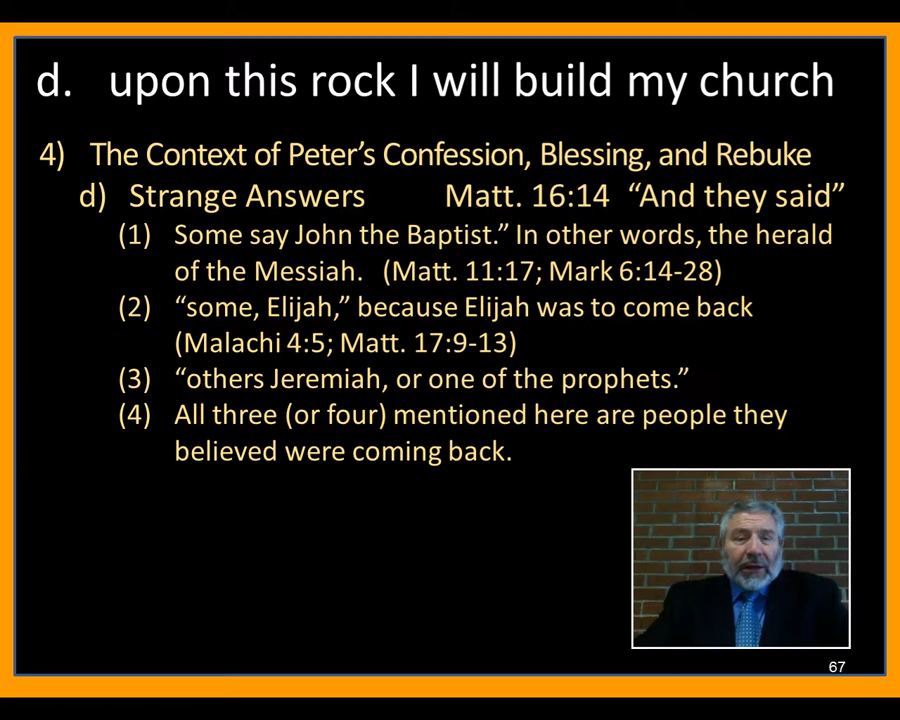 d. upon this rock I will build my church
4) The Context of Peter’s Confession, Blessing, and Rebuke
d) Strange Answers Matt. 16:14 “And they said”
(1) Some say John the Baptist.” In other words, the herald
of the Messiah. (Matt. 11:17; Mark 6:14-28)
(2) “some, Elijah,” because Elijah was to come back
(Malachi 4:5; Matt. 17:9-13)
(3) “others Jeremiah, or one of the prophets.”
(4) All three (or four) mentioned here are people they
believed were coming back.
67